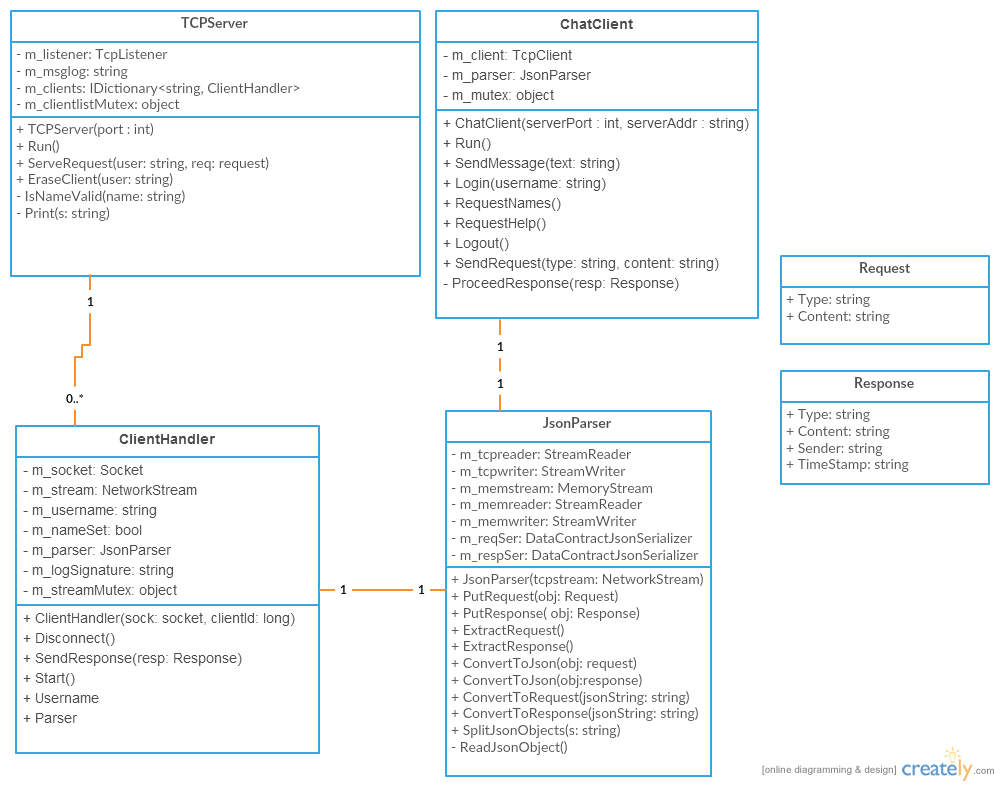 TCPServer
- m_listener: TcpListener
- m_msglog: string
- m_clients: IDictionary<string, ClientHandler>
- m_clientlistMutex: object
+ TCPServer(port : int)
+ Run()
+ ServeRequest(user: string, req: request)
+ EraseClient(user: string)
- IsNameValid(name: string)
- Print(s: string)
ChatClient
- m_client: TcpClient
- m_parser: JsonParser
- m_mutex: object
+ ChatClient(serverPort : int, serverAddr : string)
+ Run()
+ SendMessage(text: string)
+ Login(username: string)
+ RequestNames()
+ RequestHelp()
+ Logout()
+ SendRequest(type: string, content: string)
- ProceedResponse(resp: Response)
Request
+ Type: string
+ Content: string
Response
+ Type: string
+ Content: string
+ Sender: string
+ TimeStamp: string
1
0..*
1
1
ClientHandler
- m_socket: Socket
- m_stream: NetworkStream
- m_username: string
- m_nameSet: bool
- m_parser: JsonParser
- m_logSignature: string
- m_streamMutex: object
+ ClientHandler(sock: socket, clientId: long)
+ Disconnect()
+ SendResponse(resp: Response)
+ Start()
+ Username
+ Parser
1
1
JsonParser
- m_tcpreader: StreamReader
- m_tcpwriter: StreamWriter
- m_memstream: MemoryStream
- m_memreader: StreamReader
- m_memwriter: StreamWriter
- m_reqSer: DataContractJsonSerializer
- m_respSer: DataContractJsonSerializer
+ JsonParser(tcpstream: NetworkStream)
+ PutRequest(obj: Request)
+ PutResponse( obj: Response)
+ ExtractRequest()
+ ExtractResponse()
+ ConvertToJson(obj: request)
+ ConvertToJson(obj:response)
+ ConvertToRequest(jsonString: string)
+ ConvertToResponse(jsonString: string)
+ SplitJsonObjects(s: string)
- ReadJsonObject()
[online diagramming & design] creately.com